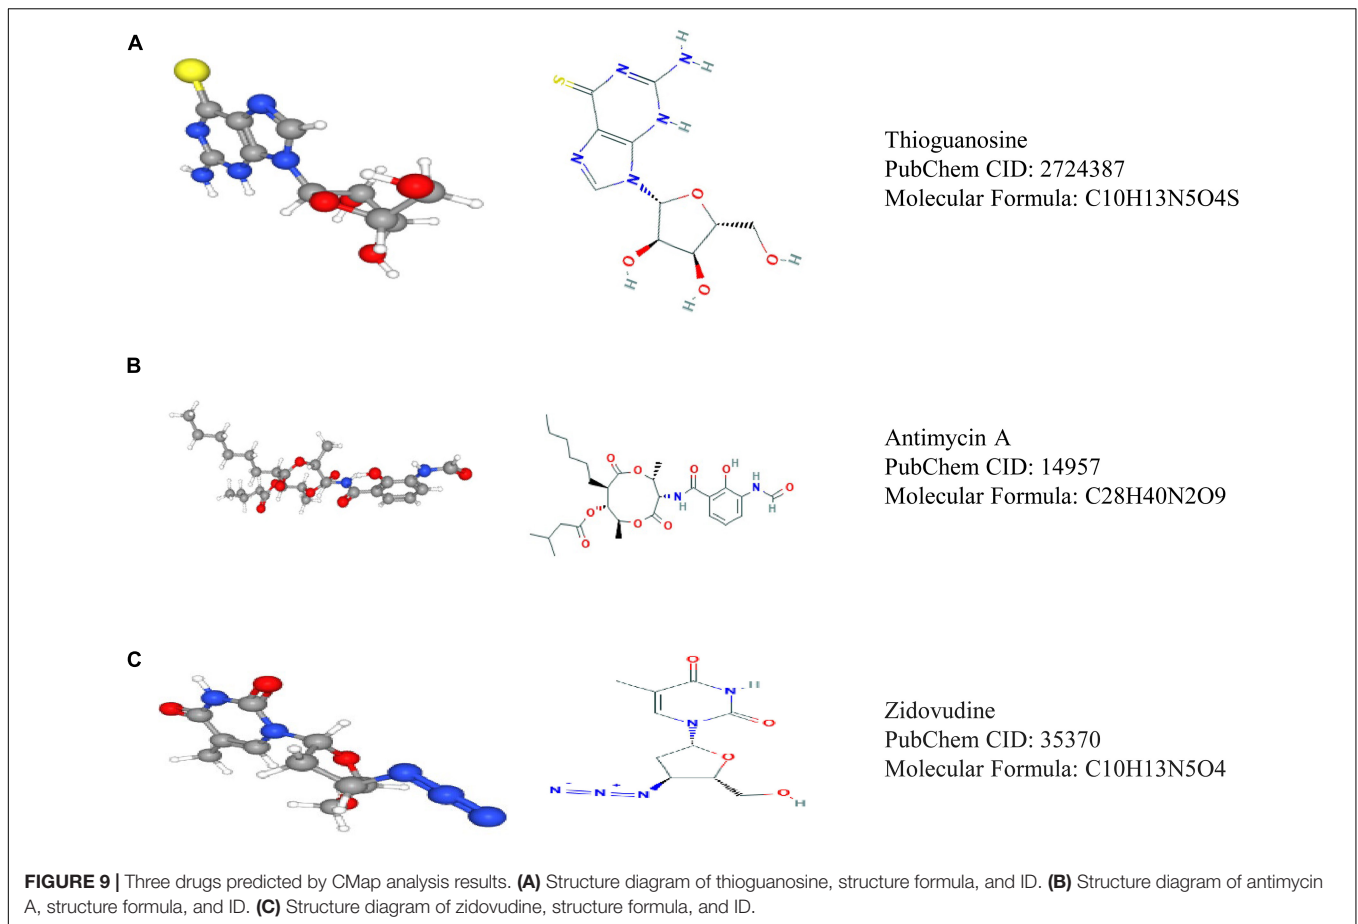 A
Thioguanosine
PubChem CID: 2724387
Molecular Formula: C10H13N5O4S
S
N
N
H
H
N
H
N
N
O
O
H
O
H
O
H
B
Antimycin A
PubChem CID: 14957
Molecular Formula: C28H40N2O9
O
O
O
O
O
O
N
H
O
O
H
N
H
O
H
C
Zidovudine
PubChem CID: 35370
Molecular Formula: C10H13N5O4
O
N
H
O
N
O
N
-
N
+
N
O
H
FIGURE 9 | Three drugs predicted by CMap analysis results. (A) Structure diagram of thioguanosine, structure formula, and ID. (B) Structure diagram of antimycin
A, structure formula, and ID. (C) Structure diagram of zidovudine, structure formula, and ID.